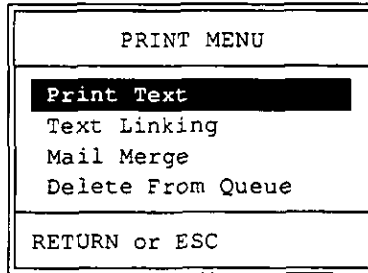 PRINT MENU
Print Text
Text Linking
Mail Merge
Delete From Queue
RETURN or ESC